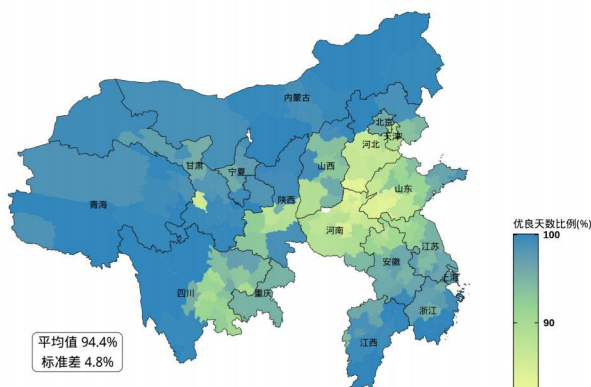 内蒙古
北京
天津
河北
甘肃
宁夏
山西
山东
青海
陕西
河南
江苏
安徽
上海
四川
重庆
浙江
江西
优良天数比例(%)
100
90
平均值 94.4%
标准差 4.8%